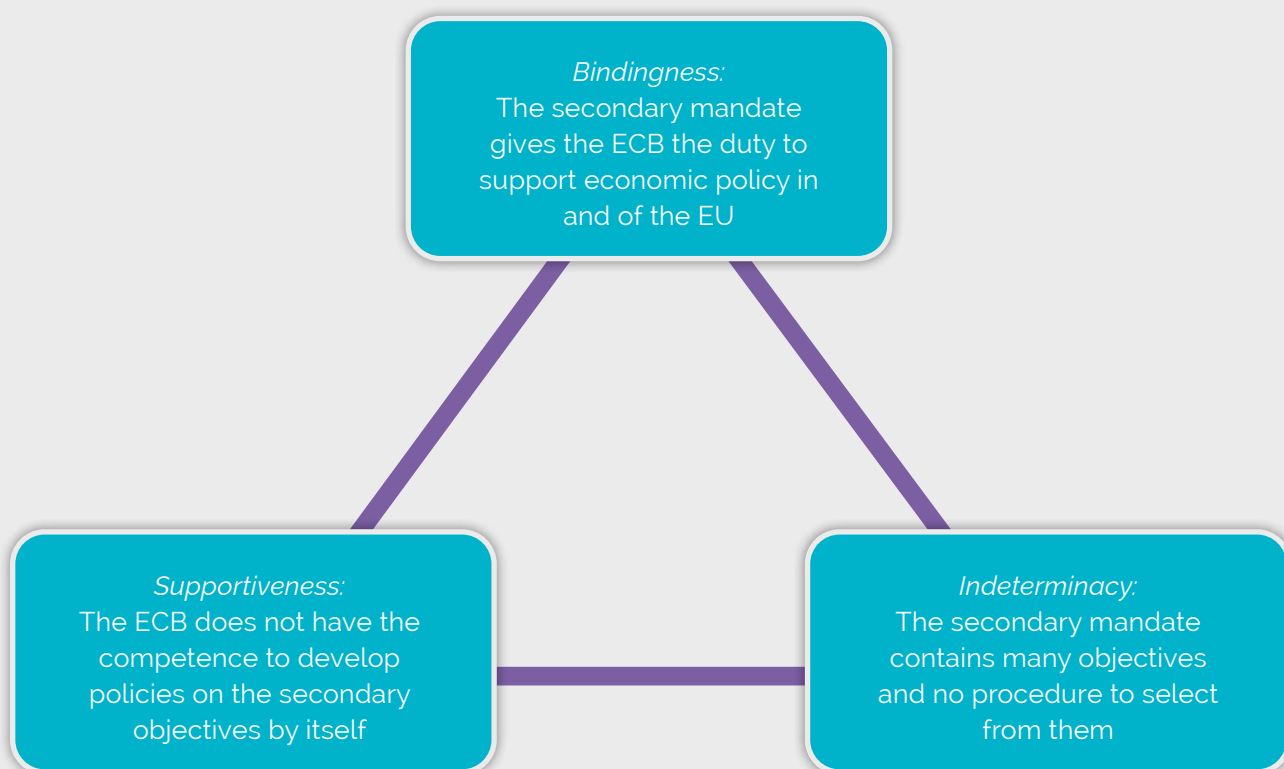 Bindingness:
The secondary mandate
gives the ECB the duty to
support economic policy in
and of the EU
Supportiveness:
The ECB does not have the
competence to develop
policies on the secondary
objectives by itself
Indeterminacy:
The secondary mandate
contains many objectives
and no procedure to select
from them